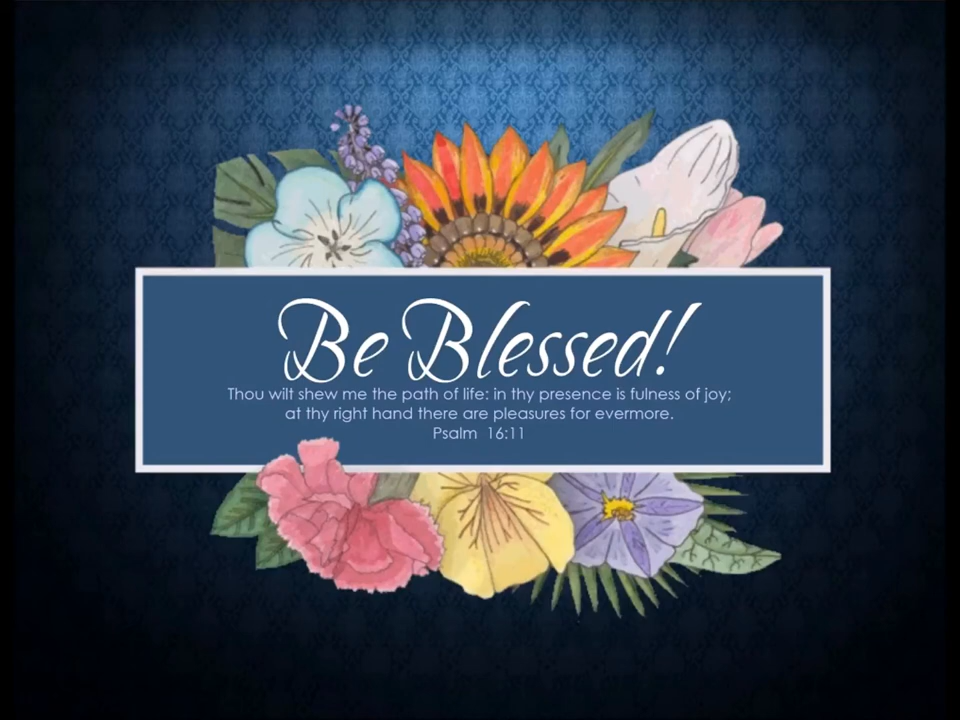 Be Blessed!
Thou wilt shew me the path of life: in thy presence is fulness of joy;
at thy right hand there are pleasures for evermore.
Psalm  16:11